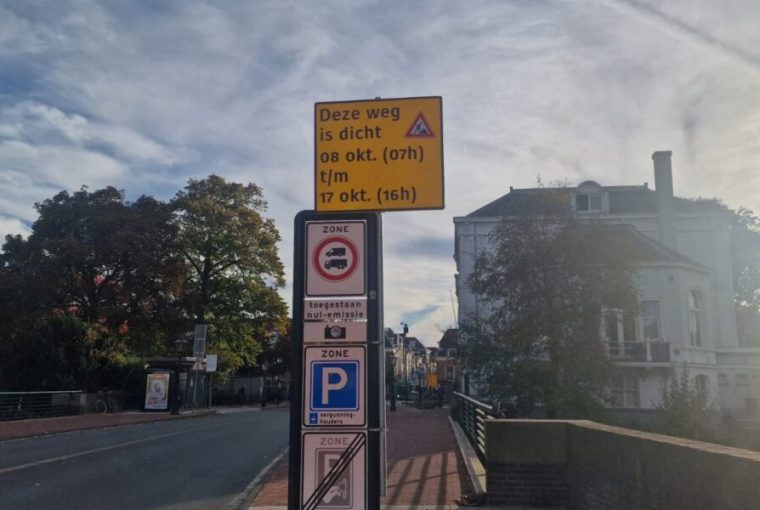 Deze weg
is dicht
08 okt. (07h)
t/m
17 okt. (16h)
ZONE
toegestaan
nul-emissie
ZONE
P
vergunning-
houders
ZONE